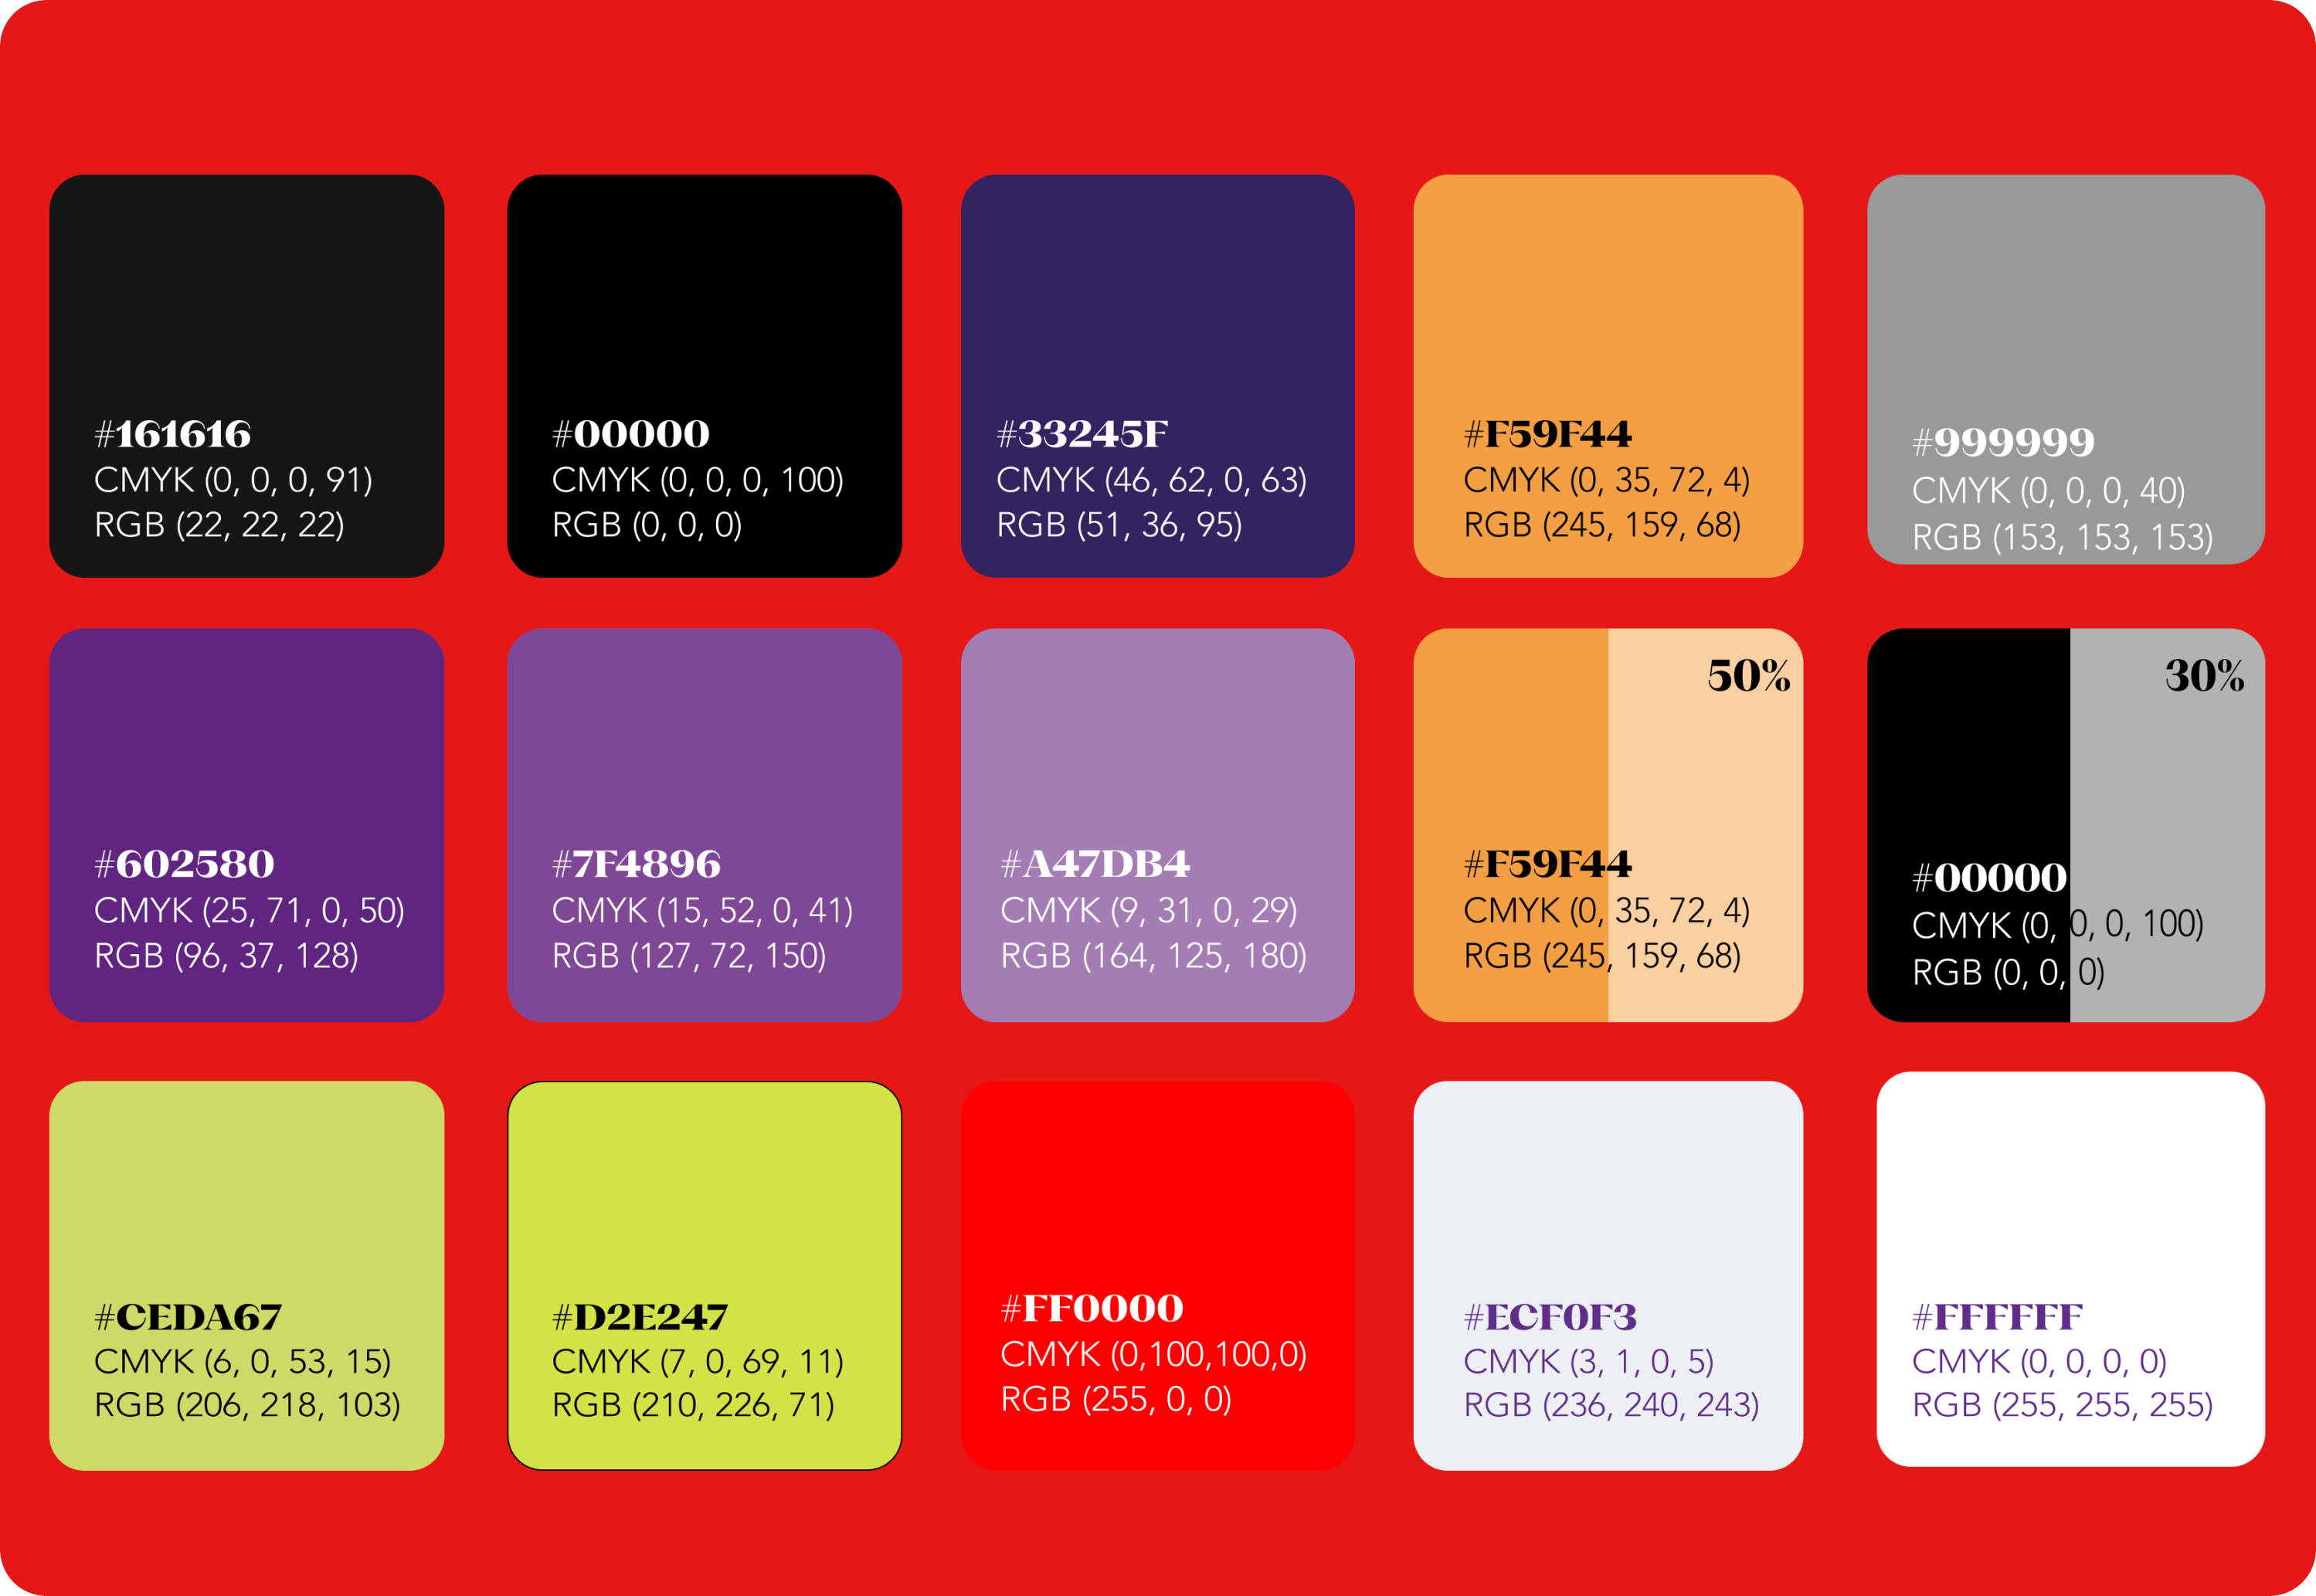 #161616
CMYK (0, 0, 0, 91)
RGB (22, 22, 22)
#00000
CMYK (0, 0, 0, 100)
RGB (0, 0, 0)
#33245F
CMYK (46, 62, 0, 63)
RGB (51, 36, 95)
#F59F44
CMYK (0, 35, 72, 4)
RGB (245, 159, 68)
#999999
CMYK (0, 0, 0, 40)
RGB (153, 153, 153)
#602580
CMYK (25, 71, 0, 50)
RGB (96, 37, 128)
#7F4896
CMYK (15, 52, 0, 41)
RGB (127, 72, 150)
#A47DB4
CMYK (9, 31, 0, 29)
RGB (164, 125, 180)
50%
#F59F44
CMYK (0, 35, 72, 4)
RGB (245, 159, 68)
30%
#00000
CMYK (0, 0, 0, 100)
RGB (0, 0, 0)
#CEDA67
CMYK (6, 0, 53, 15)
RGB (206, 218, 103)
#D2E247
CMYK (7, 0, 69, 11)
RGB (210, 226, 71)
#FF0000
CMYK (0,100,100,0)
RGB (255, 0, 0)
#ECF0F3
CMYK (3, 1, 0, 5)
RGB (236, 240, 243)
#FFFFFF
CMYK (0, 0, 0, 0)
RGB (255, 255, 255)